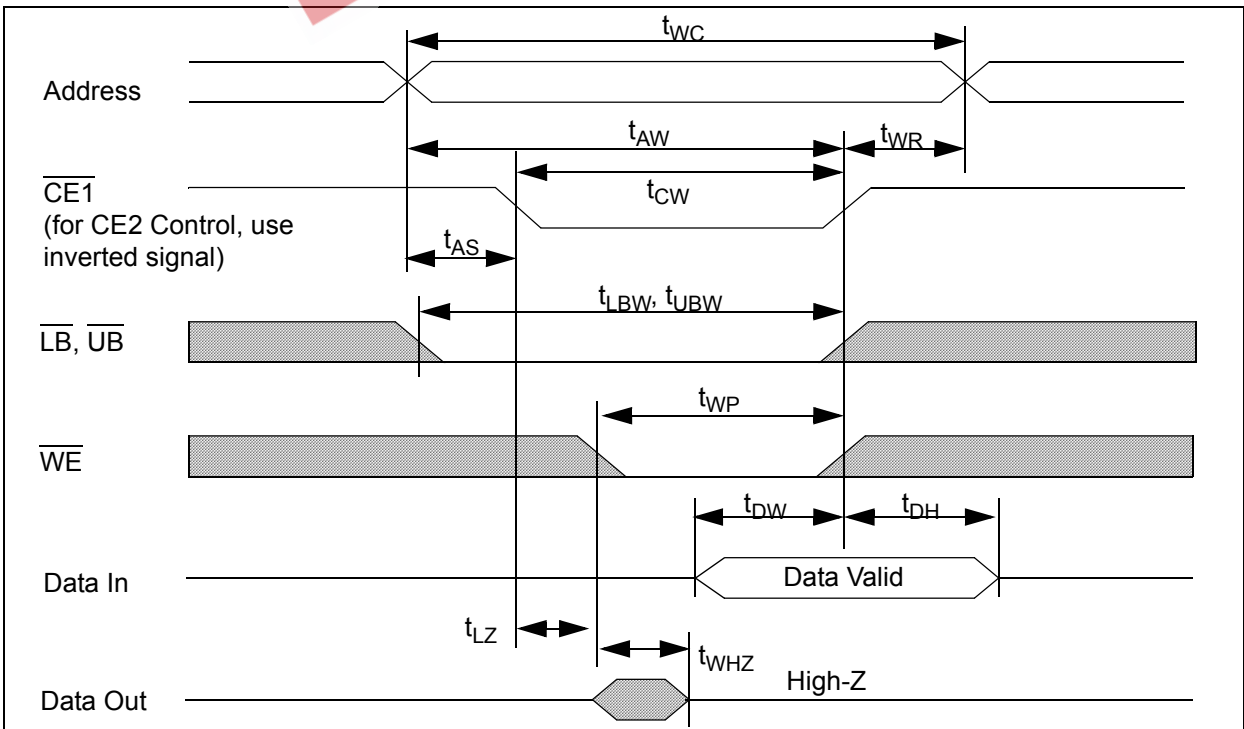 tWC
Address
tAW
tWR
CE1
(for CE2 Control, use
inverted signal)
tCW
tAS
tLBW, tUBW
LB, UB
tWP
WE
tDW
tDH
Data In
Data Valid
tLZ
tWHZ
High-Z
Data Out